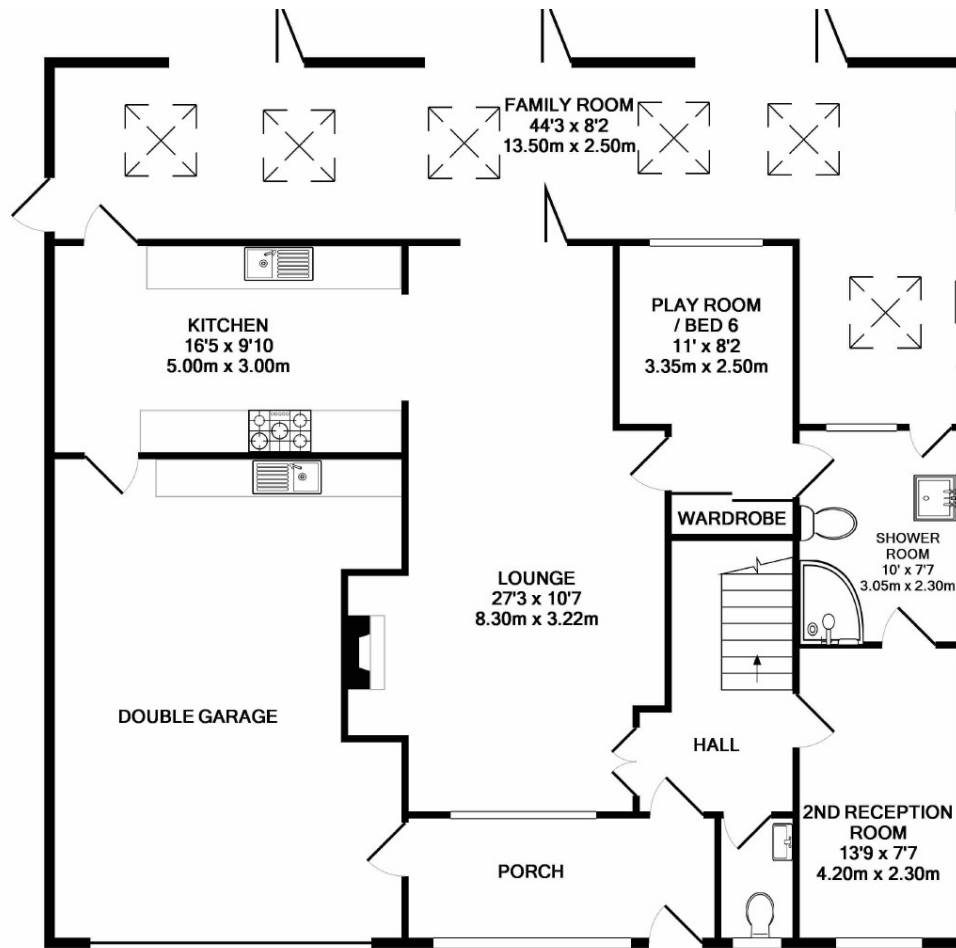 FAMILY ROOM
44'3 x 8'2
13.50m x 2.50m
KITCHEN
16'5 x 9'10
5.00m x 3.00m
PLAY ROOM
/ BED 6
11' x 8'2
3.35m x 2.50m
WARDROBE
SHOWER
ROOM
10' x 7'7
3.05m x 2.30m
LOUNGE
27'3 x 10'7
8.30m x 3.22m
DOUBLE GARAGE
HALL
2ND RECEPTION
ROOM
13'9 x 7'7
4.20m x 2.30m
PORCH